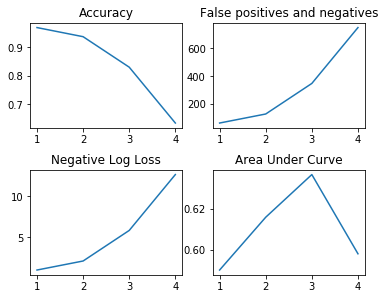 Accuracy
0.9
0.8
0.7
1 2 3 4
False positives and negatives
600
400
200
1 2 3 4
Negative Log Loss
10
5
1 2 3 4
Area Under Curve
0.62
0.60
1 2 3 4